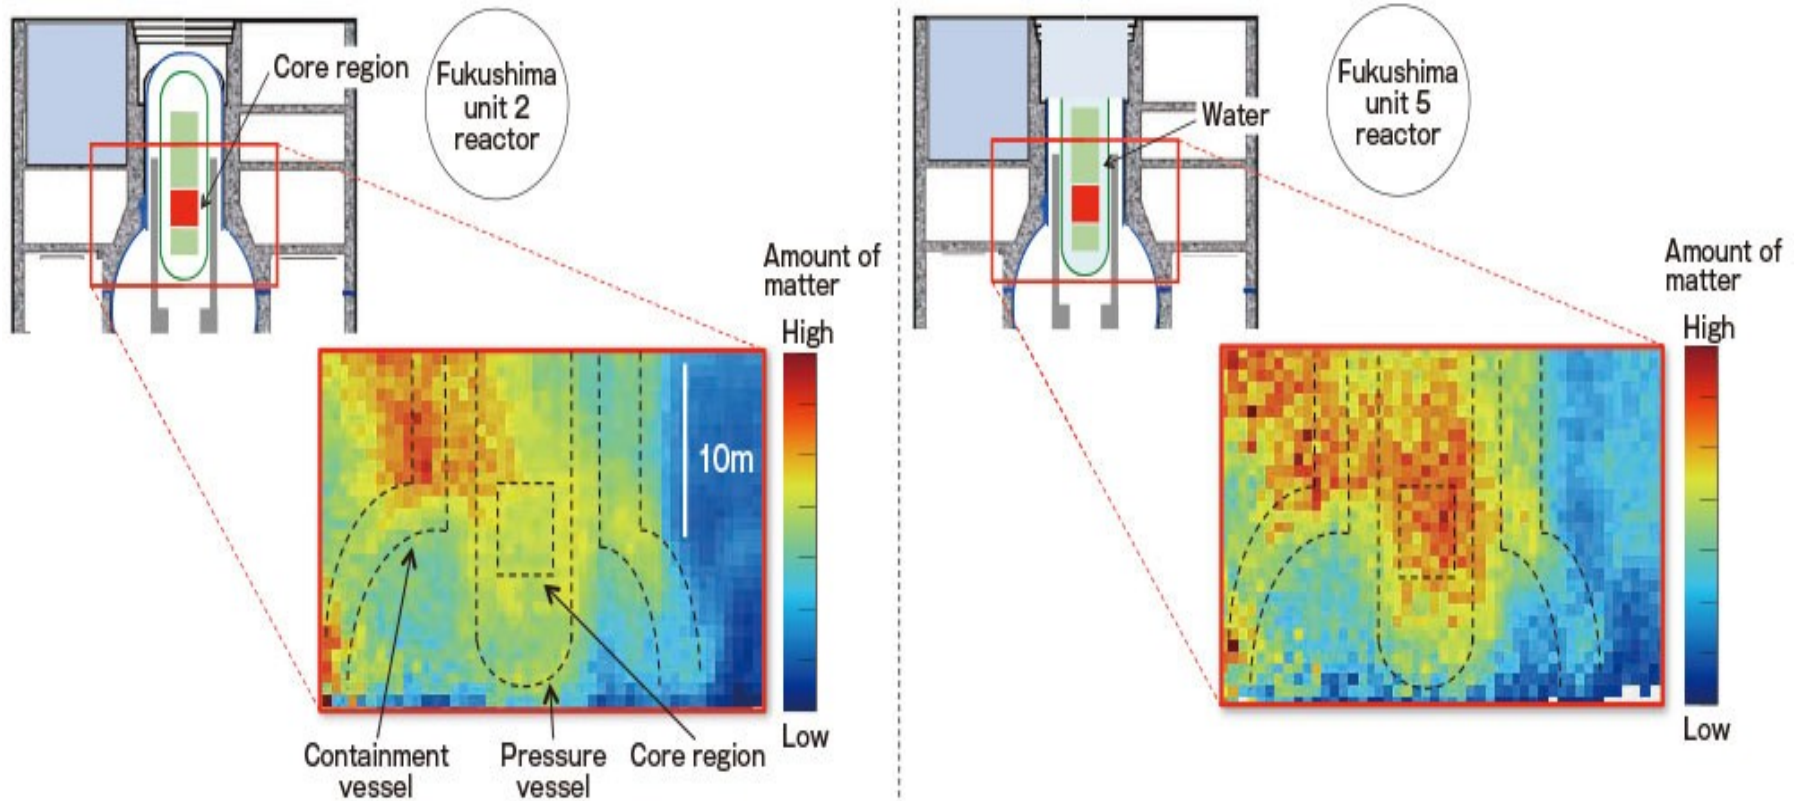 Core region
Fukushima
unit 2
reactor
Amount of
matter
High
10m
Low
Containment
vessel
Pressure
vessel
Core region
Water
Fukushima
unit 5
reactor
Amount of
matter
High
Low